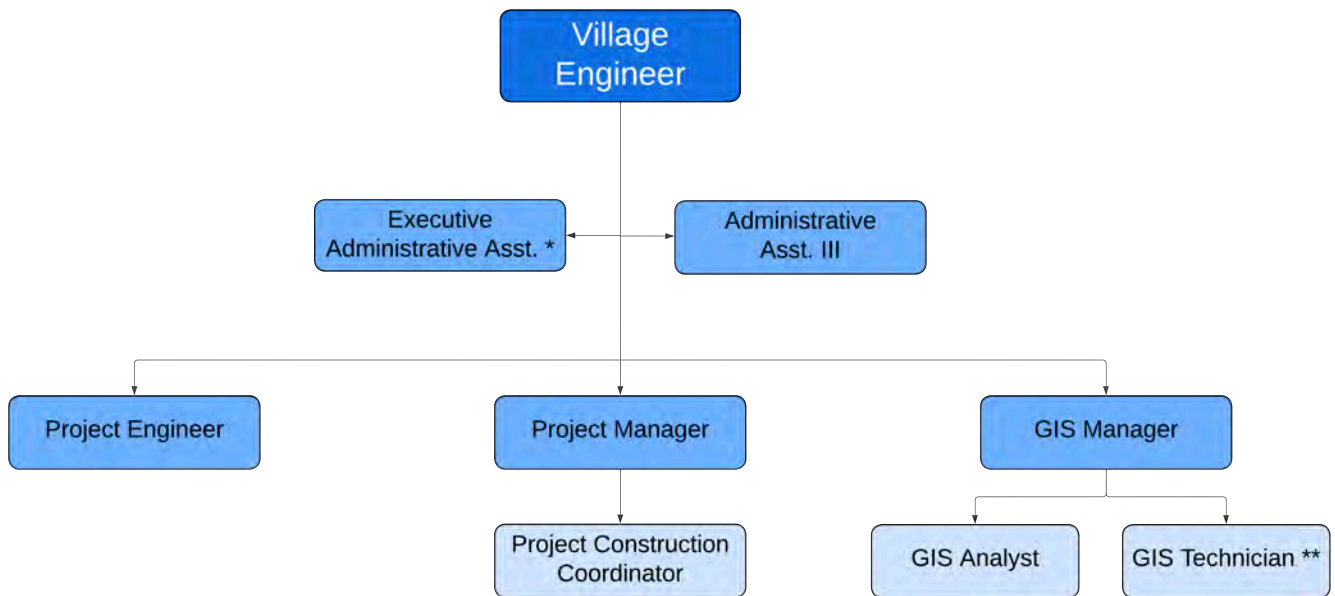 Village
Engineer
Executive
Administrative Asst. *
Administrative
Asst. III
Project Engineer
Project Manager
GIS Manager
Project Construction
Coordinator
GIS Analyst
GIS Technician **